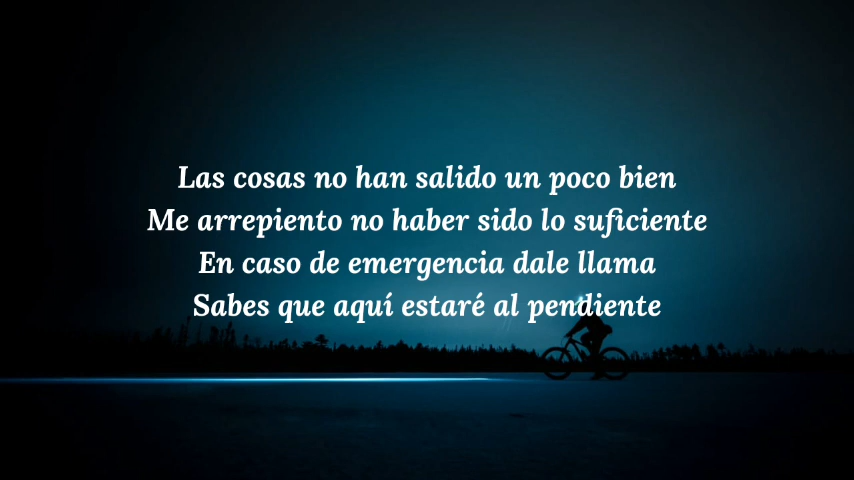 Las cosas no han salido un poco bien
Me arrepiento no haber sido lo suficiente
En caso de emergencia dale llama
Sabes que aquí estaré al pendiente